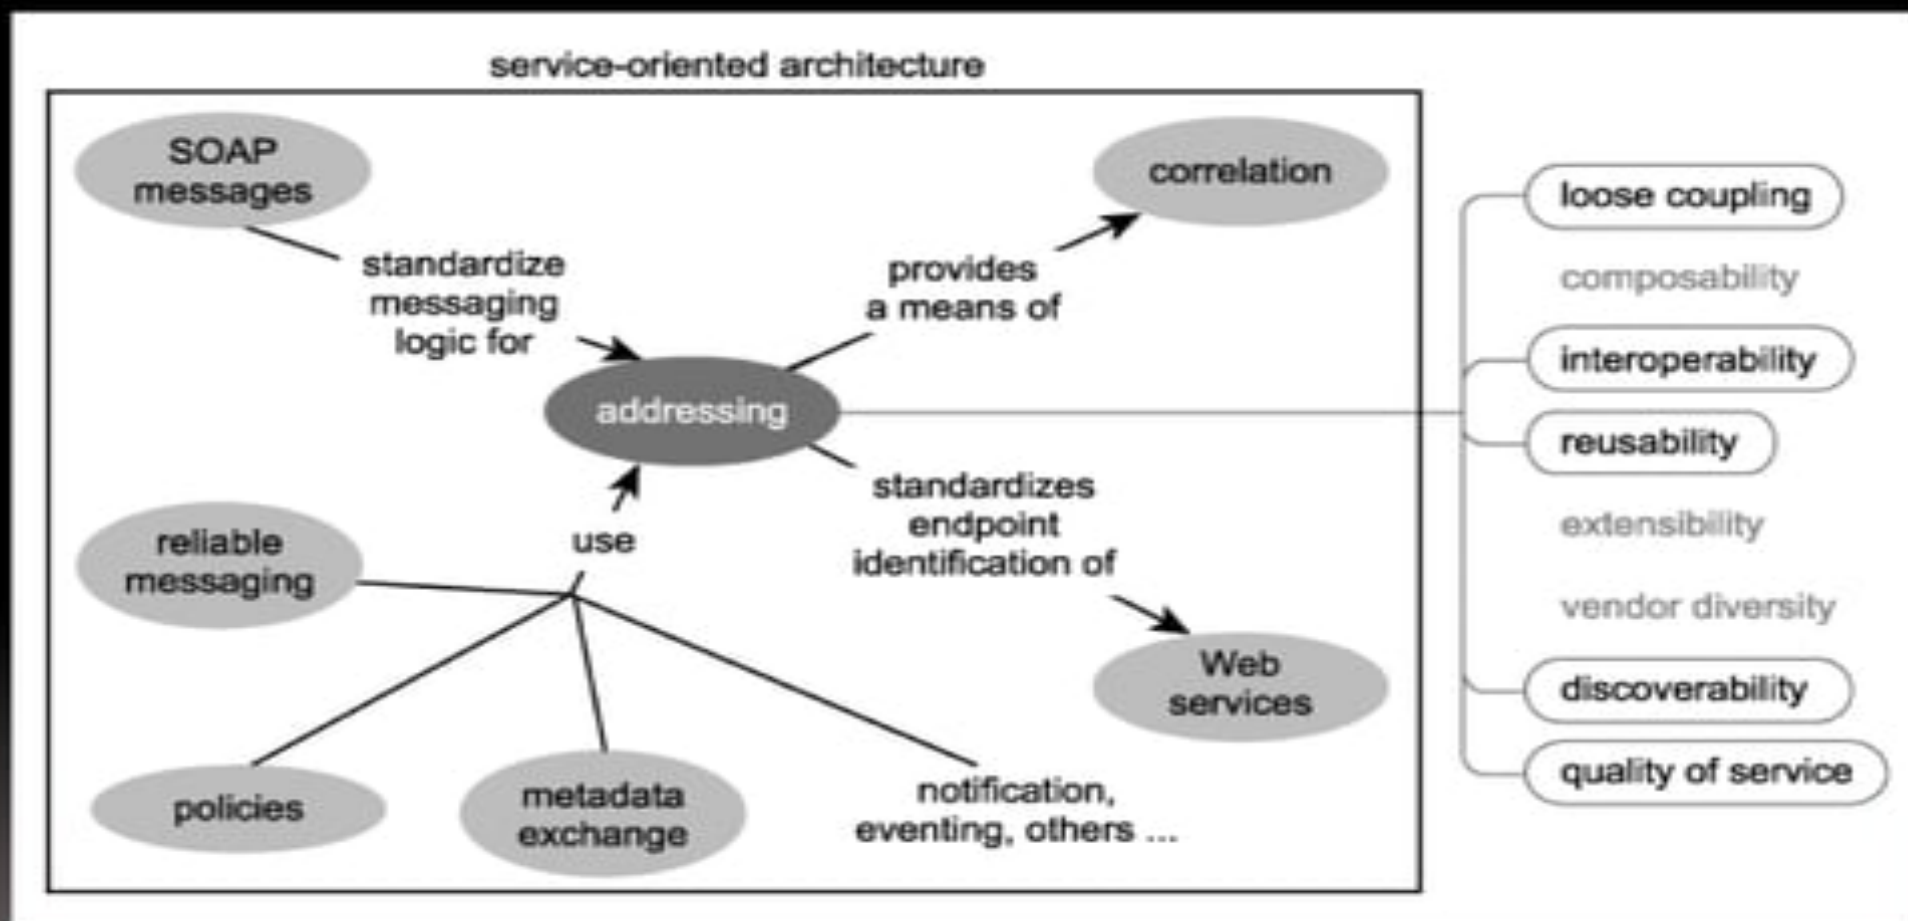 service-oriented architecture
SOAP
messages
correlation
standardize
messaging
logic for
provides
a means of
addressing
standardizes
endpoint
identification of
use
reliable
messaging
Web
services
policies
metadata
exchange
notification,
eventing, others ...
loose coupling
composability
interoperability
reusability
extensibility
vendor diversity
discoverability
quality of service